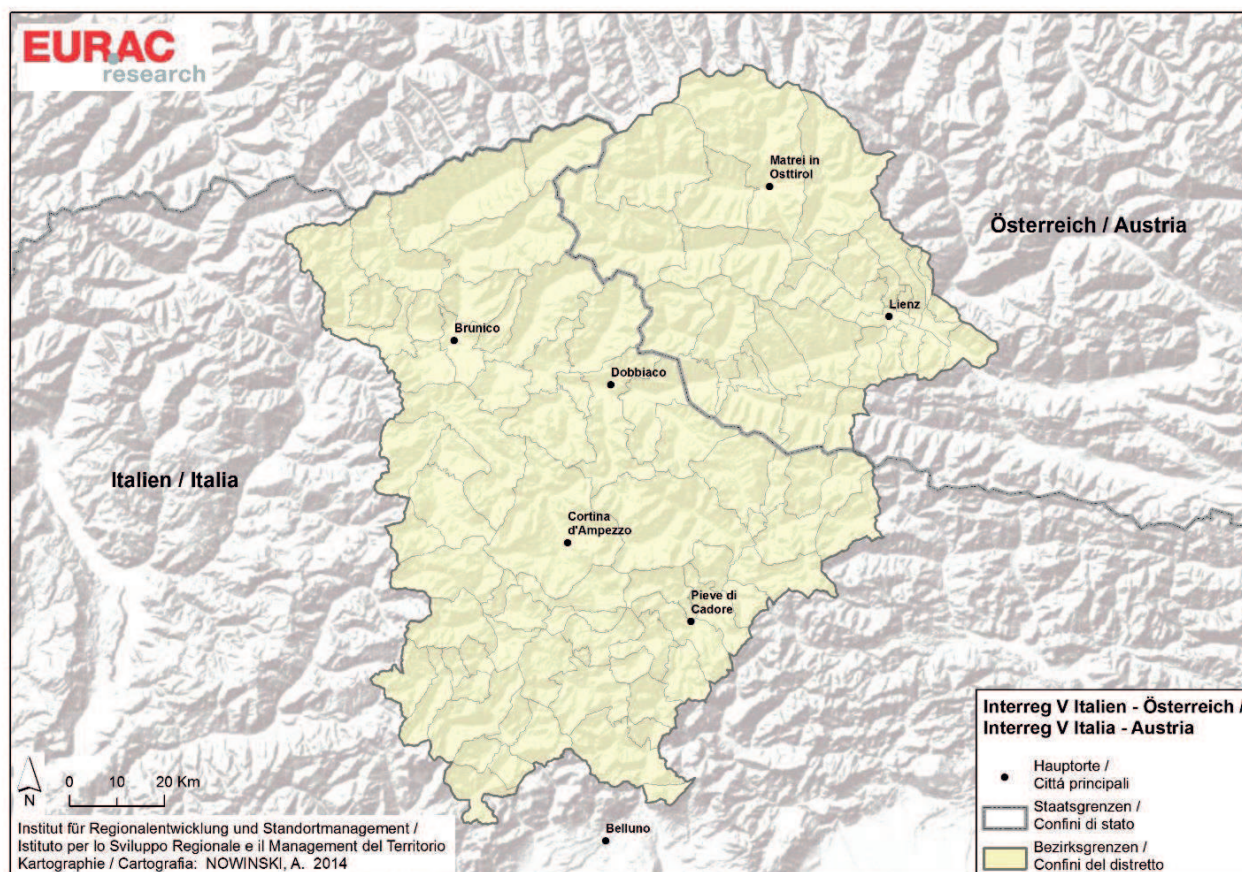 EURAC
research
Matrei in
Osttirol
Österreich / Austria
Lienz
Brunico
Dobbiaco
Italien / Italia
Cortina
d'Ampezzo
Pieve di
Cadore
Belluno
0 10 20 Km
N
Institut für Regionalentwicklung und Standortmanagement /
Istituto per lo Sviluppo Regionale e il Management del Territorio
Kartographie / Cartografia: NOWINSKI, A. 2014
Interreg V Italien - Österreich /
Interreg V Italia - Austria
Hauptorte /
Cittá principali
Staatsgrenzen /
Confini di stato
Bezirksgrenzen /
Confini del distretto